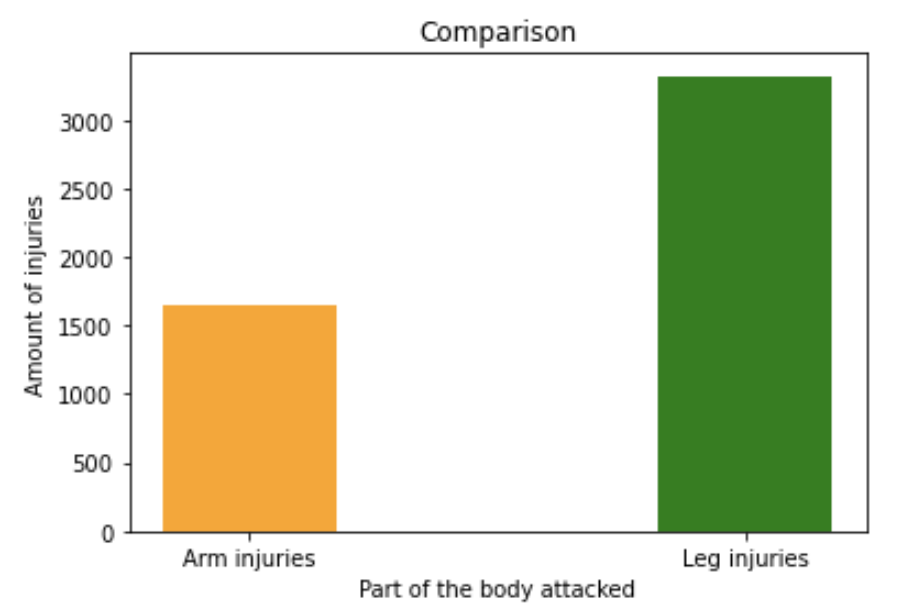 Comparison
3000
2500
2000
1500
1000
500
0
Amount of injuries
Arm injuries
Leg injuries
Part of the body attacked